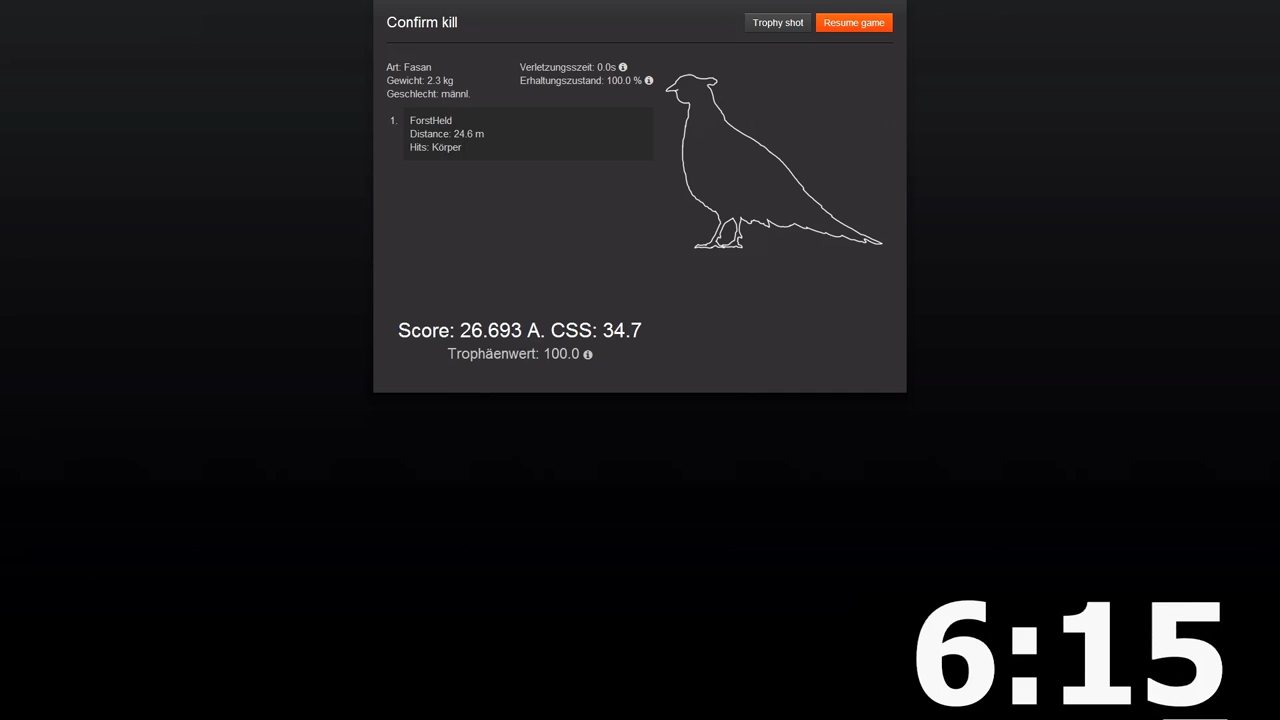 Confirm kill
Trophy shot
Resume game
Art: Fasan
Gewicht: 2.3 kg
Geschlecht: männl.
Verletzungsszeit: 0.0s
Erhaltungszustand: 100.0 %
1.
ForstHeld
Distance: 24.6 m
Hits: Körper
Score: 26.693 A. CSS: 34.7
Trophäenwert: 100.0
6:15